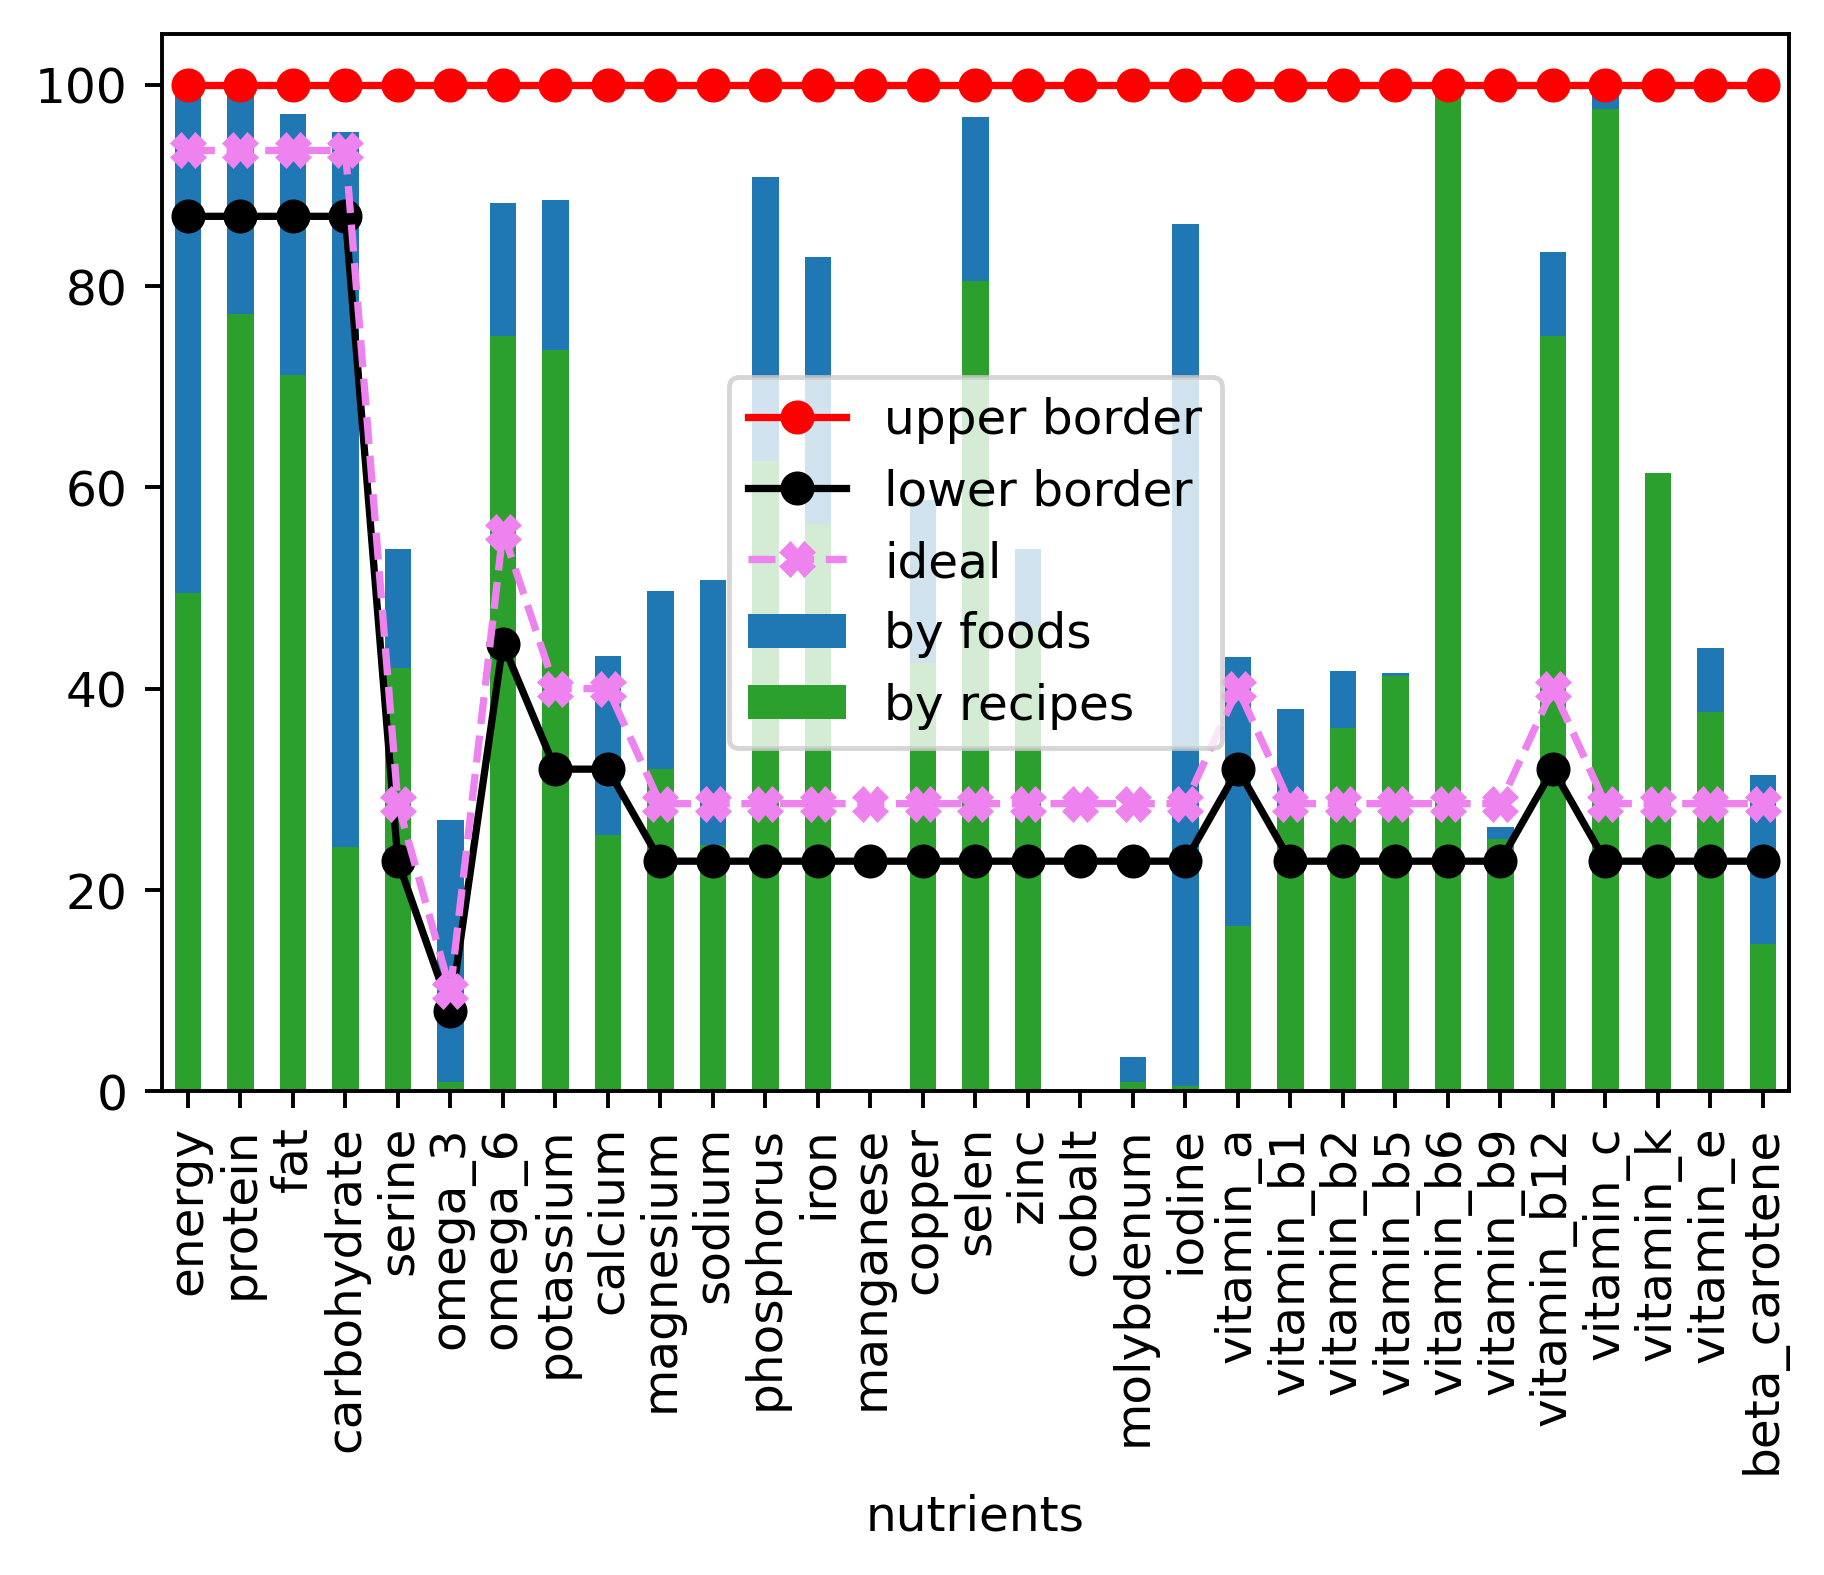 100
80
60
40
20
0
upper border
lower border
ideal
by foods
by recipes
energy
protein
fat
carbohydrate
serine
omega_3
omega_6
potassium
calcium
magnesium
sodium
phosphorus
iron
manganese
copper
selen
zinc
cobalt
molybdenum
iodine
vitamin_a
vitamin_b1
vitamin_b2
vitamin_b5
vitamin_b6
vitamin_b9
vitamin_b12
vitamin_c
vitamin_k
vitamin_e
beta_carotene
nutrients